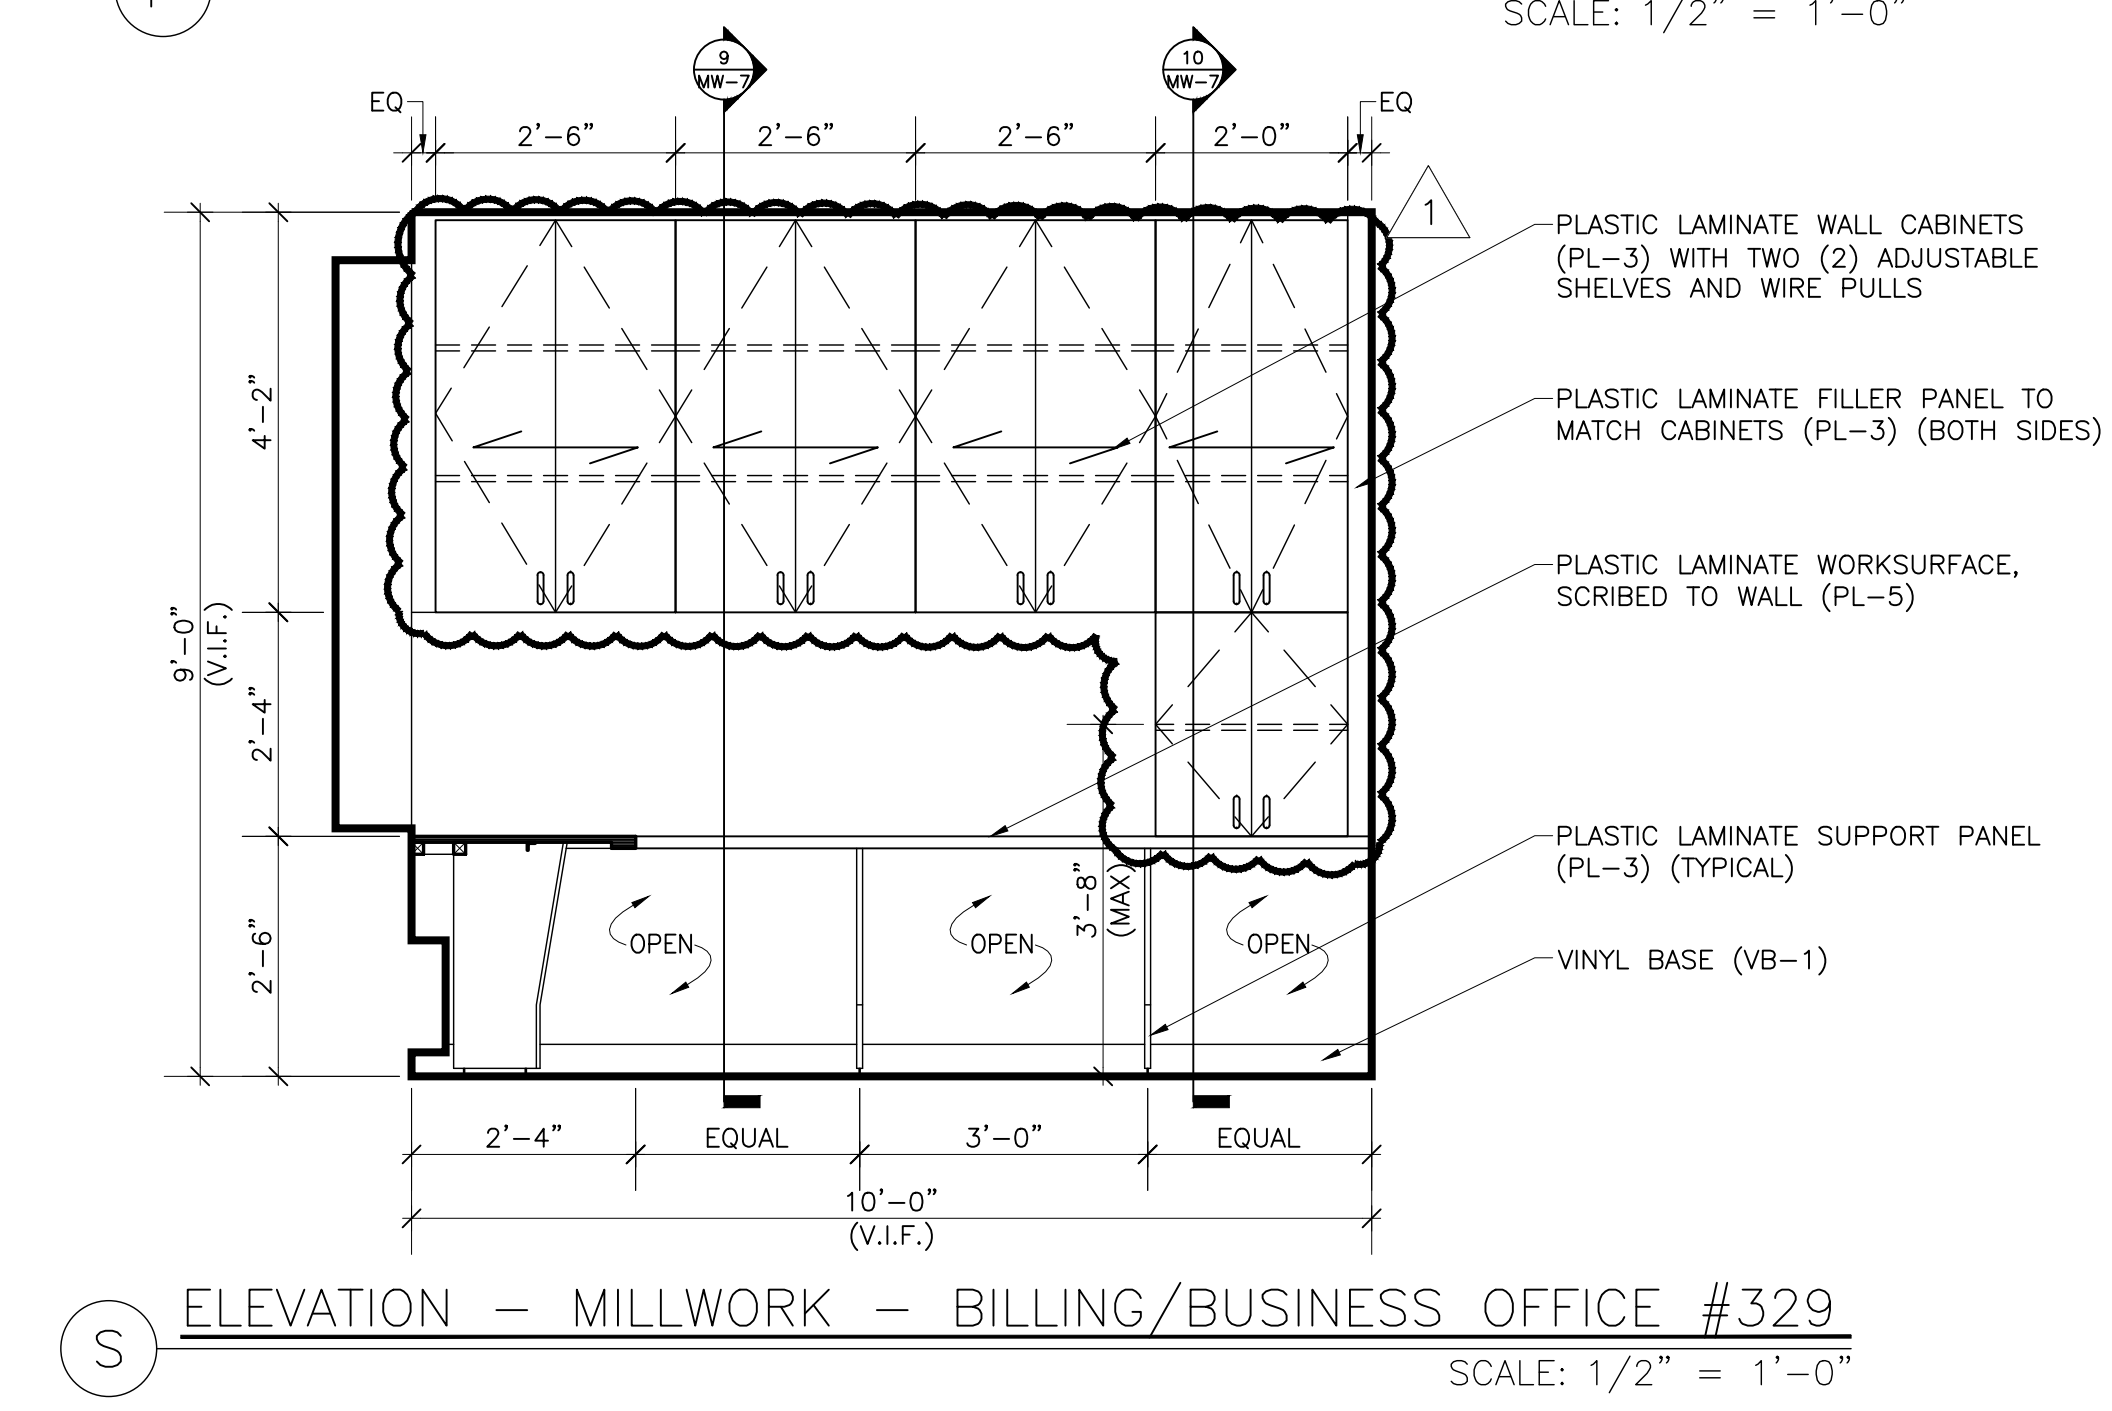 SCALE: 1/2” = 1’-0”
9
MW-7
10
MW-7
EQ
EQ
2’-6”
2’-6”
2’-6”
2’-0”
1
PLASTIC LAMINATE WALL CABINETS
(PL-3) WITH TWO (2) ADJUSTABLE
SHELVES AND WIRE PULLS
PLASTIC LAMINATE FILLER PANEL TO
MATCH CABINETS (PL-3) (BOTH SIDES)
4’-2”
PLASTIC LAMINATE WORKSURFACE,
SCRIBED TO WALL (PL-5)
9’-0”
(V.I.F.)
2’-4”
PLASTIC LAMINATE SUPPORT PANEL
(PL-3) (TYPICAL)
3’-8”
(MAX)
2’-6”
OPEN
OPEN
OPEN
VINYL BASE (VB-1)
2’-4”
EQUAL
3’-0”
EQUAL
10’-0”
(V.I.F.)
S
ELEVATION - MILLWORK - BILLING/BUSINESS OFFICE #329
SCALE: 1/2” = 1’-0”